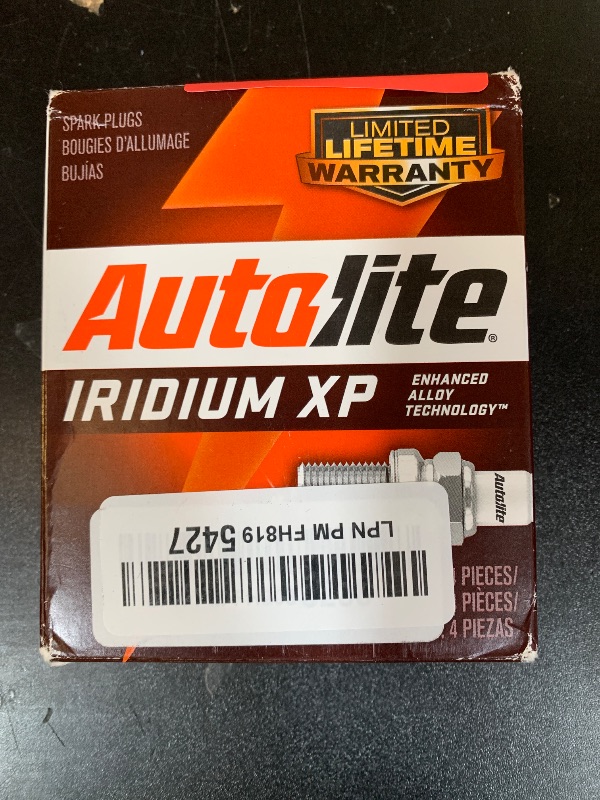 SPARK PLUGS
BOUGIES D'ALLUMAGE
BUJÍAS
LIMITED
LIFETIME
WARRANTY
Autolite®
IRIDIUM XP
ENHANCED
ALLOY
TECHNOLOGY™
Autolite
LPN PM FH819 5427
PIECES/
PIÈCES/
4 PIEZAS